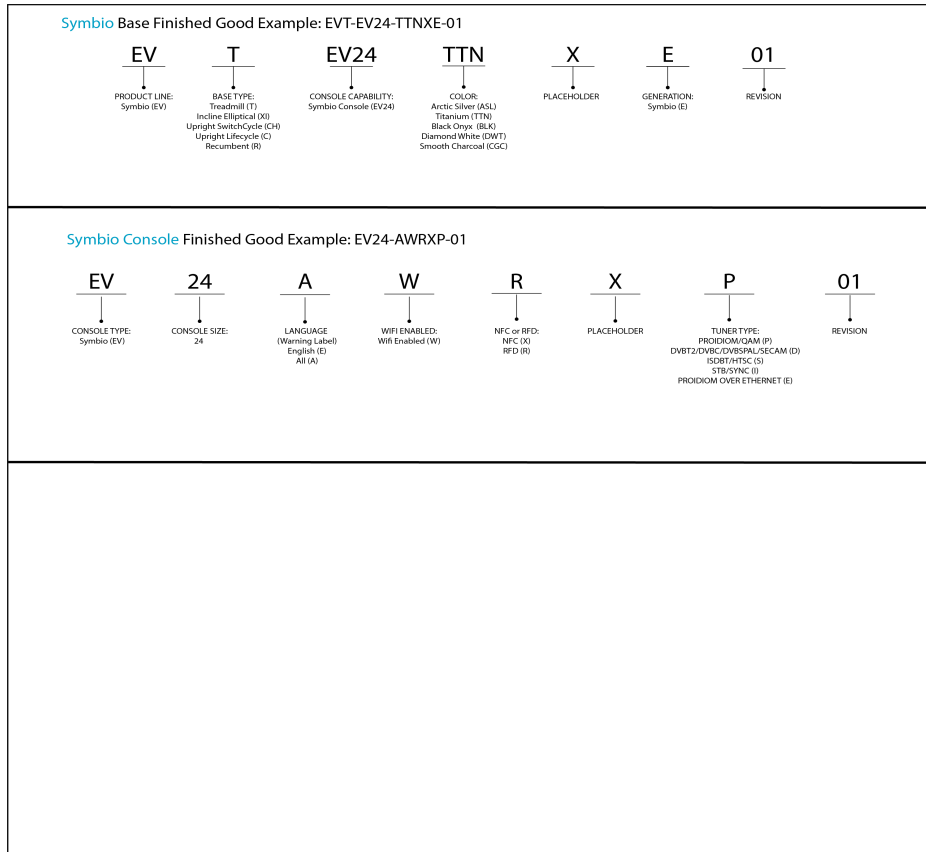 Symbio Base Finished Good Example: EVT-EV24-TTNXE-01
EV T EV24 TTN X E 01
PRODUCT LINE:
Symbio (EV)
BASE TYPE:
Treadmill (T)
Incline Elliptical (XI)
Upright SwitchCycle (CH)
Upright Lifecycle (C)
Recumbent (R)
CONSOLE CAPABILITY:
Symbio Console (EV24)
COLOR:
Arctic Silver (ASL)
Titanium (TTN)
Black Onyx (BLK)
Diamond White (DWT)
Smooth Charcoal (CGC)
PLACEHOLDER
GENERATION:
Symbio (E)
REVISION
Symbio Console Finished Good Example: EV24-AWRXP-01
EV 24 A W R X P 01
CONSOLE TYPE:
Symbio (EV)
CONSOLE SIZE:
24
LANGUAGE
(Warning Label)
English (E)
All (A)
WIFI ENABLED:
Wifi Enabled (W)
NFC or RFD:
NFC (X)
RFD (R)
PLACEHOLDER
TUNER TYPE:
PROIDIOM/QAM (P)
DVBT2/DVBC/DVBSPAL/SECAM (D)
ISDBT/HTSC (S)
STB/SYNC (I)
PROIDIOM OVER ETHERNET (E)
REVISION